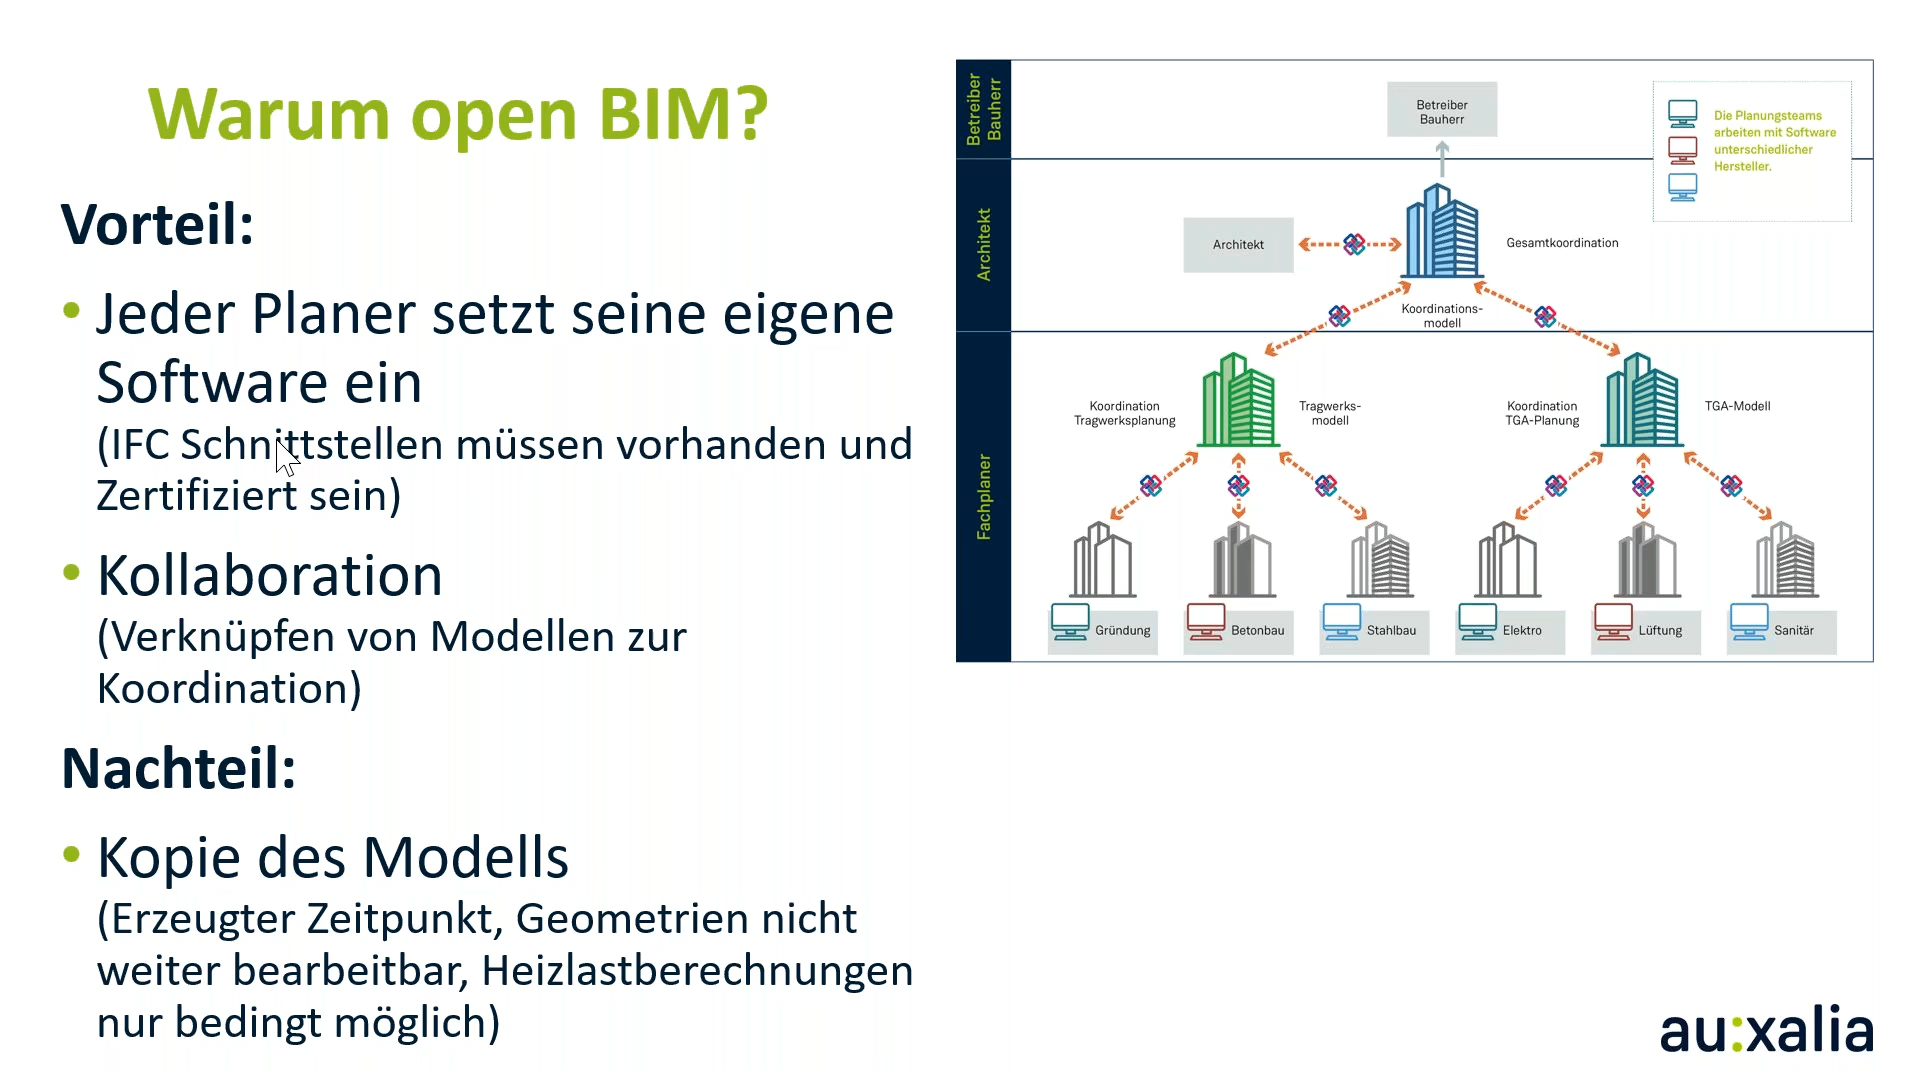 Warum open BIM?
Vorteil:
• Jeder Planer setzt seine eigene
Software ein
(IFC Schnittstellen müssen vorhanden und
Zertifiziert sein)
• Kollaboration
(Verknüpfen von Modellen zur
Koordination)
Nachteil:
• Kopie des Modells
(Erzeugter Zeitpunkt, Geometrien nicht
weiter bearbeitbar, Heizlastberechnungen
nur bedingt möglich)
Betreiber
Bauherr
Betreiber
Bauherr
Die Planungsteams
arbeiten mit Software
unterschiedlicher
Hersteller.
Architekt
Architekt
Gesamtkoordination
Koordinations-
modell
Fachplaner
Koordination
Tragwerksplanung
Tragwerks-
modell
Koordination
TGA-Planung
TGA-Modell
Gründung
Betonbau
Stahlbau
Elektro
Lüftung
Sanitär
au:xalia